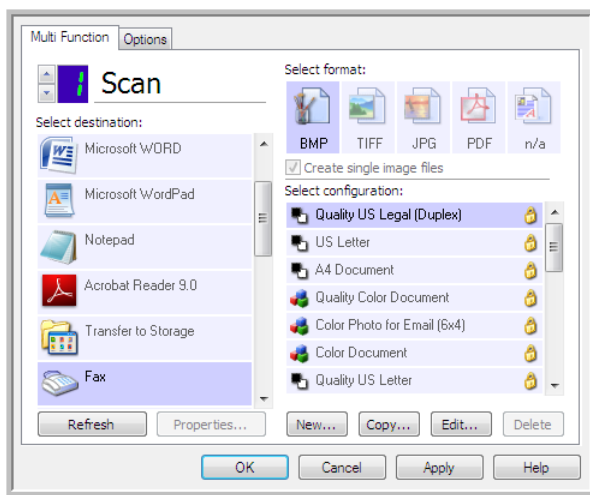 Multi Function
Options
1
Scan
Select destination:
Microsoft WORD
Microsoft WordPad
Notepad
Acrobat Reader 9.0
Transfer to Storage
Fax
Refresh
Properties...
Select format:
BMP
TIFF
JPG
PDF
n/a
Create single image files
Select configuration:
Quality US Legal (Duplex)
US Letter
A4 Document
Quality Color Document
Color Photo for Email (6x4)
Color Document
Quality US Letter
New...
Copy...
Edit...
Delete
OK
Cancel
Apply
Help